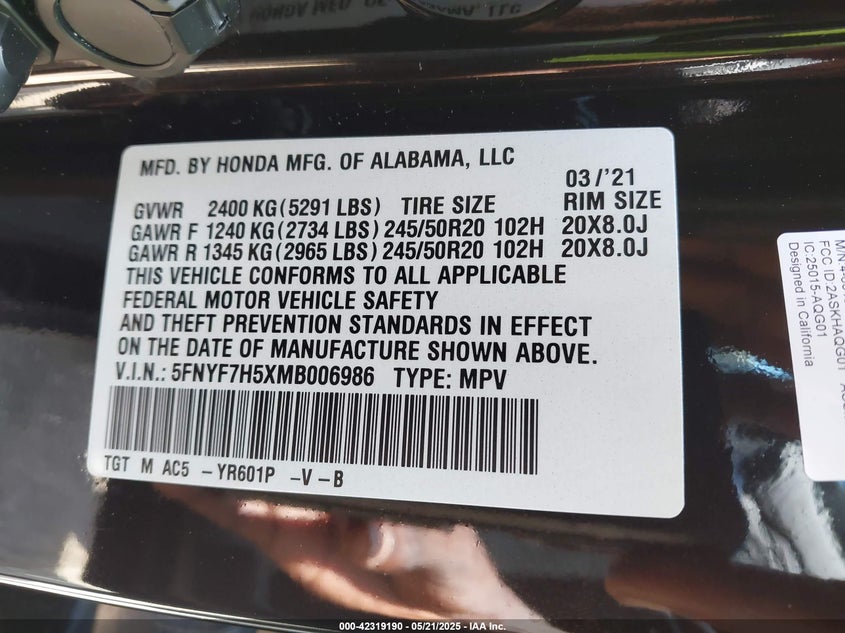 MFD. BY HONDA MFG. OF ALABAMA, LLC
03/'21
GVWR 2400 KG(5291 LBS) TIRE SIZE RIM SIZE
GAWR F 1240 KG(2734 LBS) 245/50R20 102H 20X8.0J
GAWR R 1345 KG(2965 LBS) 245/50R20 102H 20X8.0J
THIS VEHICLE CONFORMS TO ALL APPLICABLE
FEDERAL MOTOR VEHICLE SAFETY
AND THEFT PREVENTION STANDARDS IN EFFECT
ON THE DATE OF MANUFACTURE SHOWN ABOVE.
V.I.N.: 5FNYF7H5XMB006986 TYPE: MPV
TGT M AC5 -YR601P -V -B
FCC ID:2ASKHAQG01
IC:25015-AQG01
Designed in California
000-42319190 - 05/21/2025 - IAA Inc.